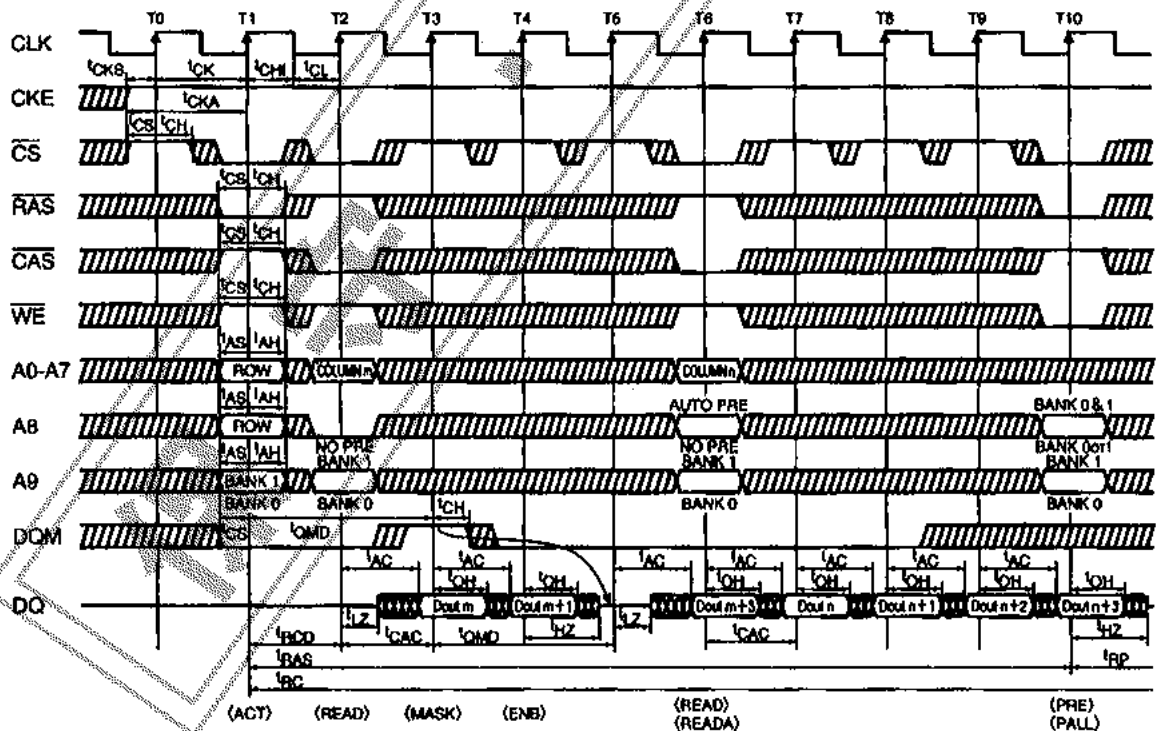 T0 T1 T2 T3 T4 T5 T6 T7 T8 T9 T10
CLK
tCKS tCK tCHI tCL
CKE
tCKA
tCS tCH
CS
tCS tCH
RAS
tCS tCH
CAS
tCS tCH
WE
tAS tAH
A0-A7 ROW COLUMN m COLUMN n
tAS tAH AUTO PRE BANK 0 & 1
A8 ROW
tAS tAH NO PRE NO PRE BANK 0 or 1
BANK 1 BANK 1 BANK 1
A9 BANK 1
BANK 0 BANK 0 BANK 0 BANK 0
tCH
DQM tCS tQMD
tAC tAC tAC tAC tAC tAC tAC
tOH tOH tOH tOH tOH tOH tOH
DQ Dout m Dout m+1 Dout m+3 Dout n Dout n+1 Dout n+2 Dout n+3
tLZ tHZ tLZ tHZ
tRCD tCAC tQMD tCAC
tRAS tRP
tRC
(ACT) (READ) (MASK) (ENB) (READ) (PRE)
(READA) (PALL)